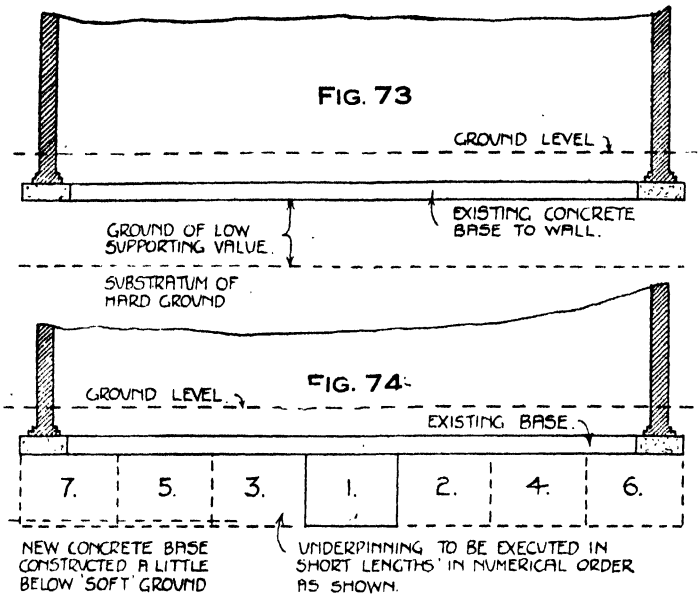 FIG. 73
GROUND LEVEL
GROUND OF LOW
SUPPORTING VALUE.
EXISTING CONCRETE
BASE TO WALL.
SUBSTRATUM OF
HARD GROUND
FIG. 74
GROUND LEVEL.
EXISTING BASE.
7. 5. 3. 1. 2. 4. 6.
NEW CONCRETE BASE
CONSTRUCTED A LITTLE
BELOW 'SOFT' GROUND
UNDERPINNING TO BE EXECUTED IN
SHORT LENGTHS' IN NUMERICAL ORDER
AS SHOWN.